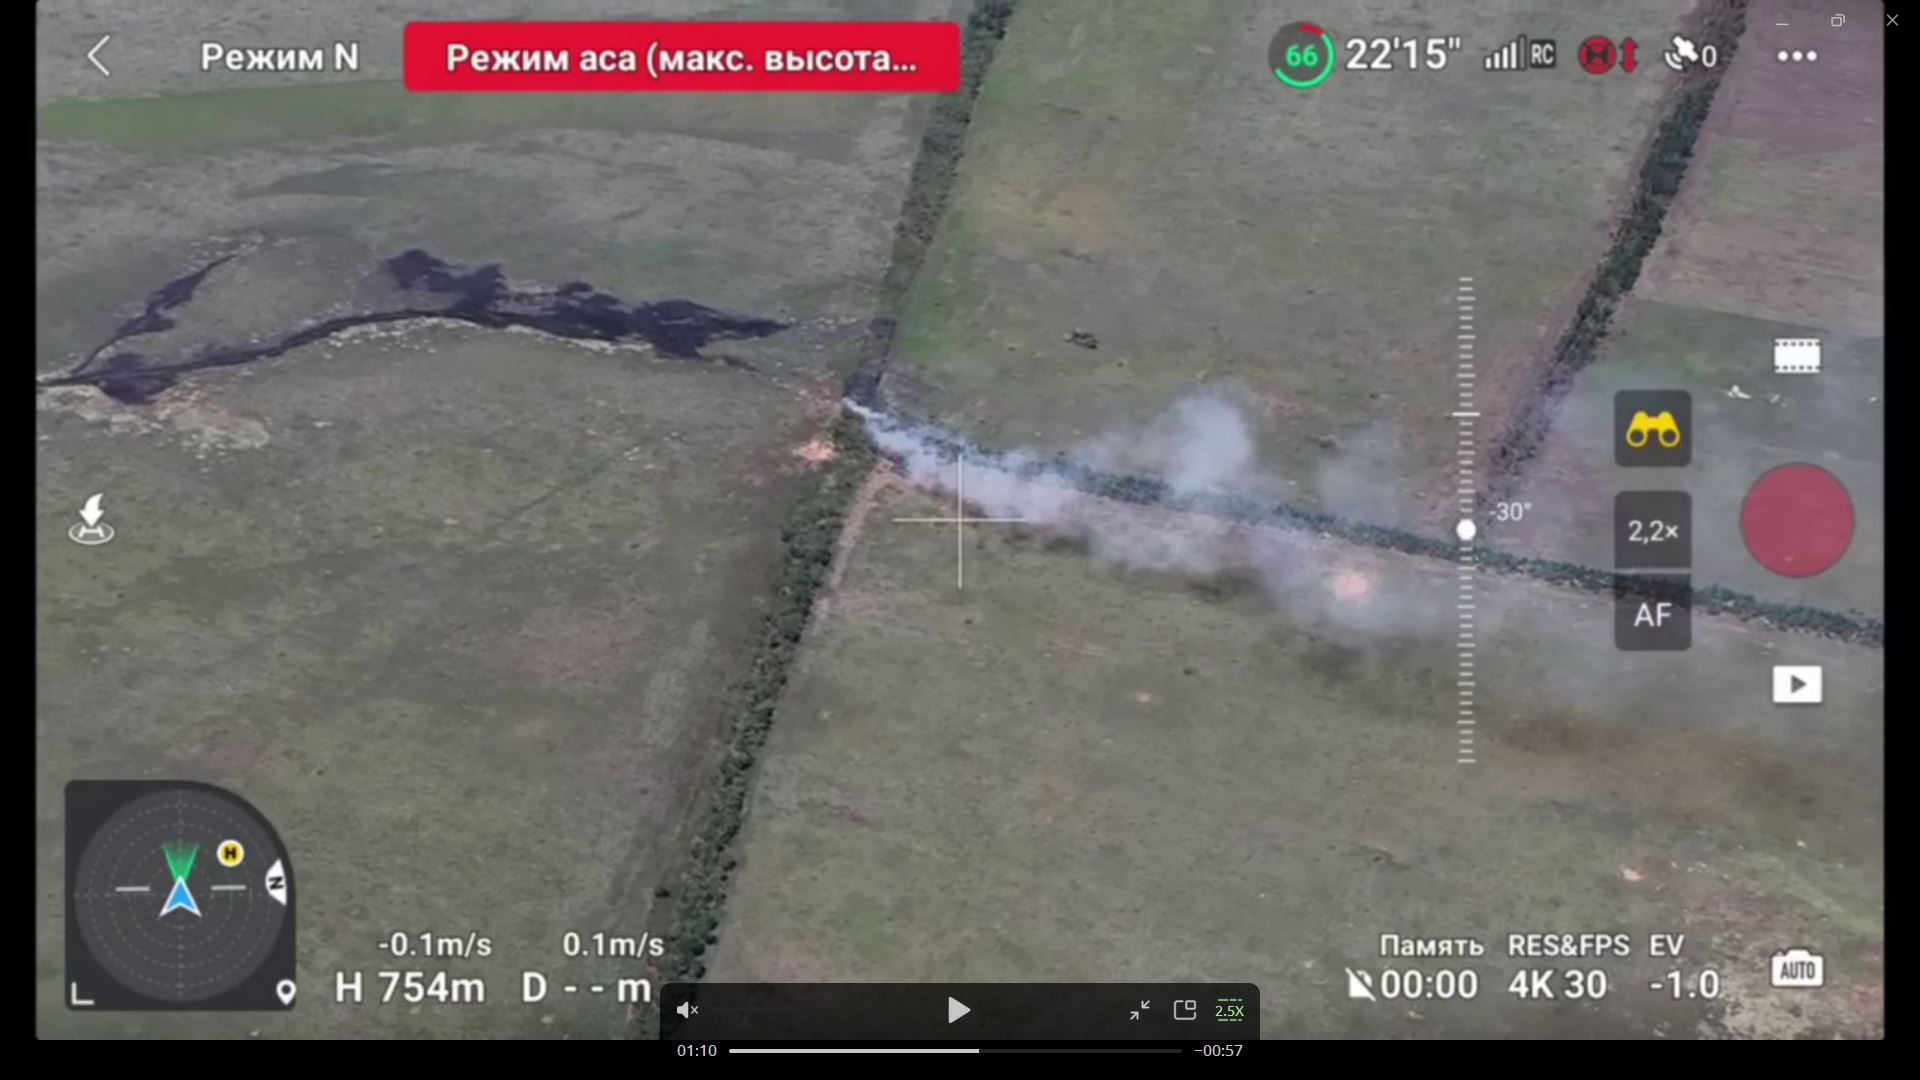 Режим N
Режим aca (макс. высота...
66
22'15"
RC
0
-30°
2,2×
AF
H
N
-0.1m/s 0.1m/s
H 754m D - - m
Память RES&FPS EV
00:00 4K 30 -1.0
AUTO
2.5X
01:10
−00:57